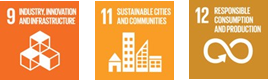 9 INDUSTRY, INNOVATION
AND INFRASTRUCTURE
11 SUSTAINABLE CITIES
AND COMMUNITIES
12 RESPONSIBLE
CONSUMPTION
AND PRODUCTION